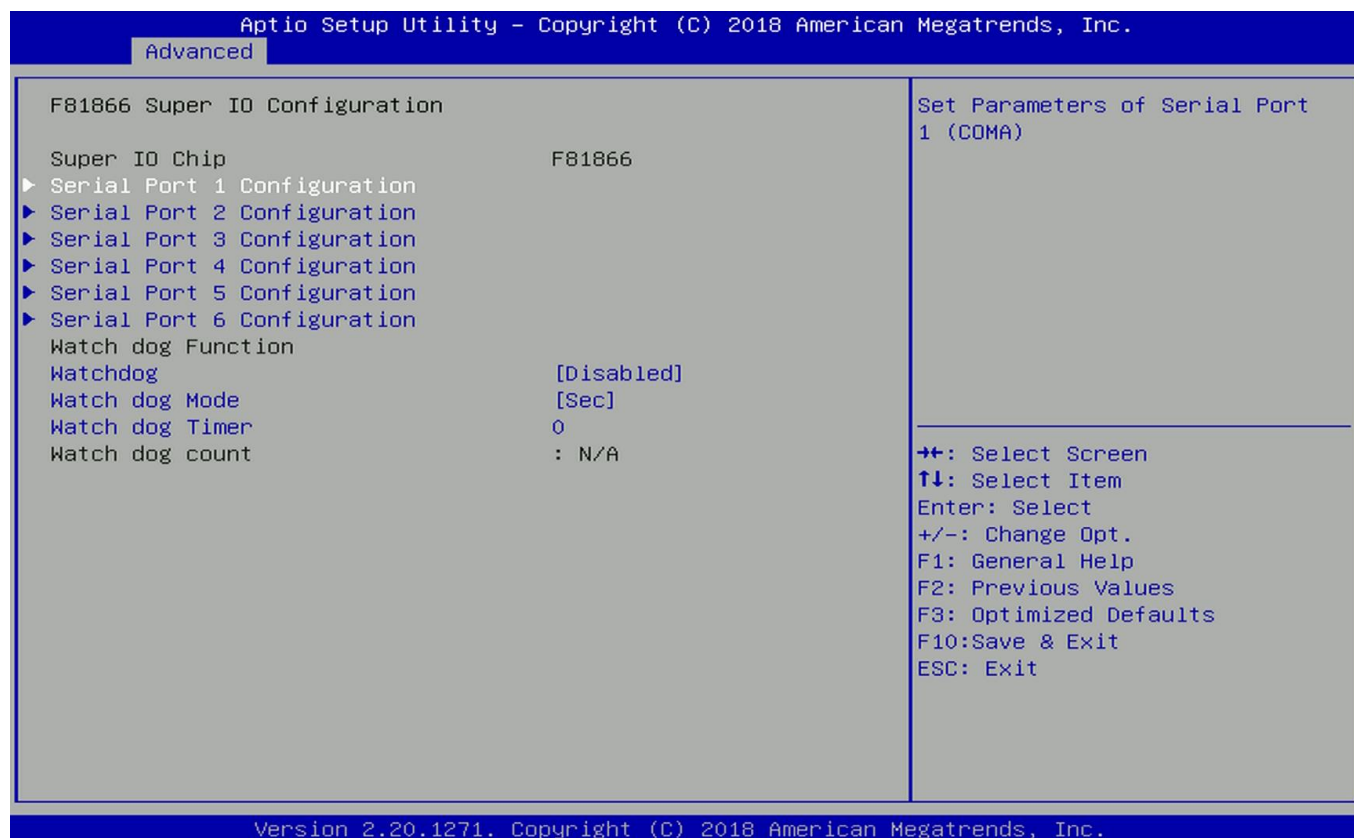 Aptio Setup Utility – Copyright (C) 2018 American Megatrends, Inc.
Advanced
F81866 Super IO Configuration
Super IO Chip F81866
▶ Serial Port 1 Configuration
▶ Serial Port 2 Configuration
▶ Serial Port 3 Configuration
▶ Serial Port 4 Configuration
▶ Serial Port 5 Configuration
▶ Serial Port 6 Configuration
Watch dog Function
Watchdog [Disabled]
Watch dog Mode [Sec]
Watch dog Timer 0
Watch dog count : N/A
Set Parameters of Serial Port
1 (COMA)
→←: Select Screen
↑↓: Select Item
Enter: Select
+/-: Change Opt.
F1: General Help
F2: Previous Values
F3: Optimized Defaults
F10:Save & Exit
ESC: Exit
Version 2.20.1271. Copyright (C) 2018 American Megatrends, Inc.